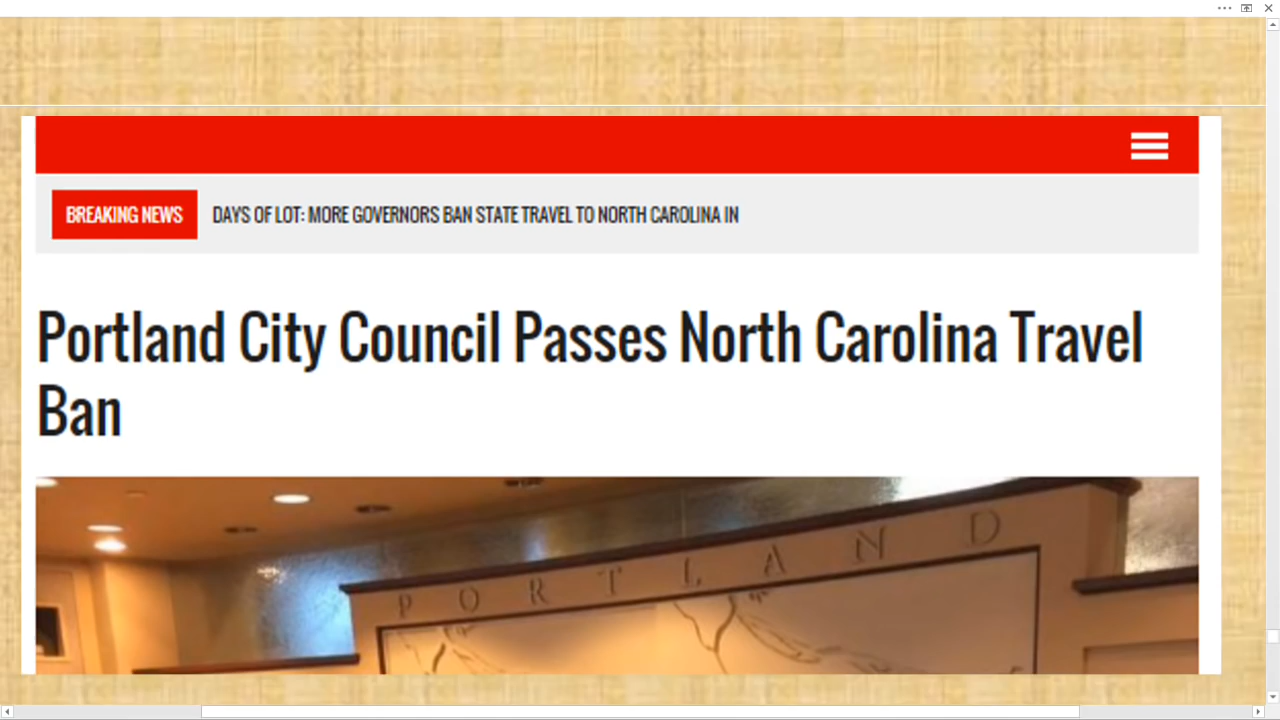 BREAKING NEWS DAYS OF LOT: MORE GOVERNORS BAN STATE TRAVEL TO NORTH CAROLINA IN
Portland City Council Passes North Carolina Travel
Ban
PORTLAND